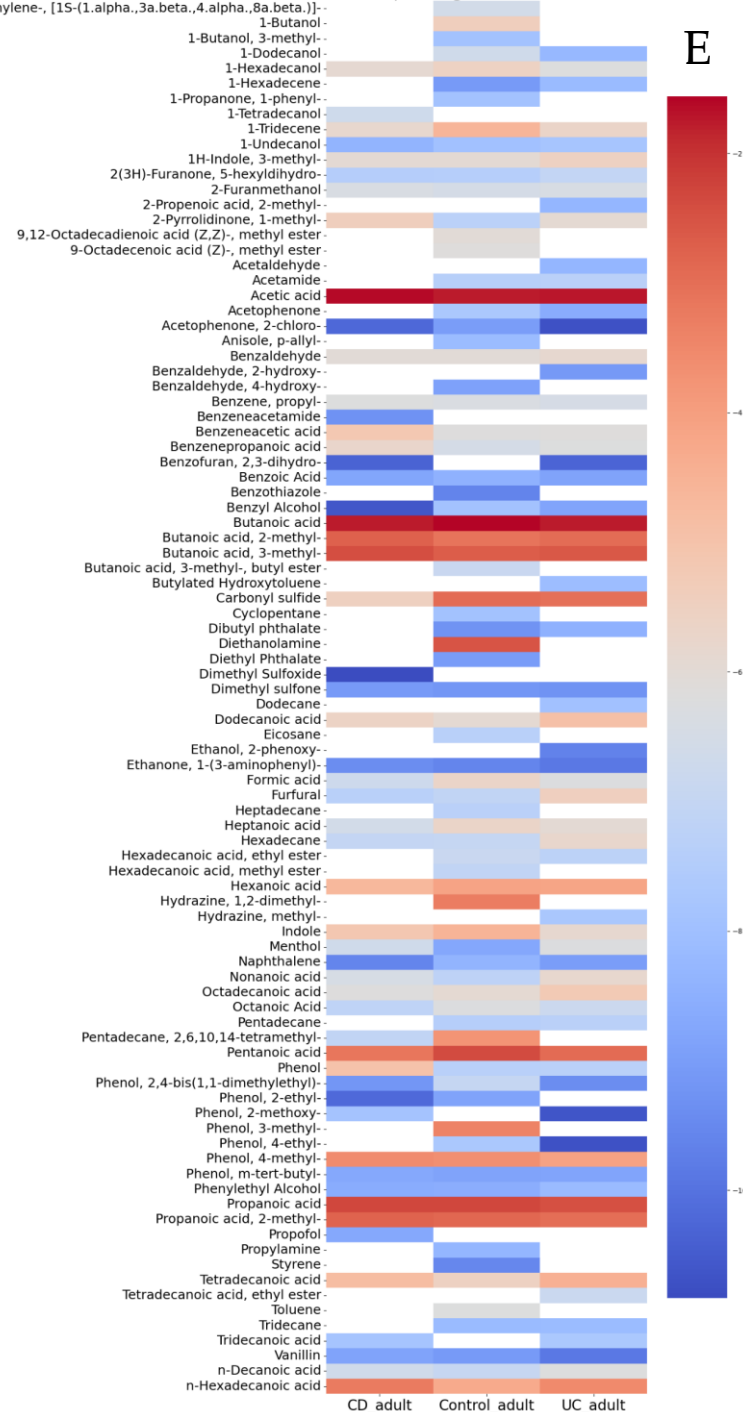 nylene-, [1S-(1.alpha.,3a.beta.,4.alpha.,8a.beta.)]-
1-Butanol
1-Butanol, 3-methyl-
1-Dodecanol
1-Hexadecanol
1-Hexadecene
1-Propanone, 1-phenyl-
1-Tetradecanol
1-Tridecene
1-Undecanol
1H-Indole, 3-methyl-
2(3H)-Furanone, 5-hexyldihydro-
2-Furanmethanol
2-Propenoic acid, 2-methyl-
2-Pyrrolidinone, 1-methyl-
9,12-Octadecadienoic acid (Z,Z)-, methyl ester
9-Octadecenoic acid (Z)-, methyl ester
Acetaldehyde
Acetamide
Acetic acid
Acetophenone
Acetophenone, 2-chloro-
Anisole, p-allyl-
Benzaldehyde
Benzaldehyde, 2-hydroxy-
Benzaldehyde, 4-hydroxy-
Benzene, propyl-
Benzeneacetamide
Benzeneacetic acid
Benzenepropanoic acid
Benzofuran, 2,3-dihydro-
Benzoic Acid
Benzothiazole
Benzyl Alcohol
Butanoic acid
Butanoic acid, 2-methyl-
Butanoic acid, 3-methyl-
Butanoic acid, 3-methyl-, butyl ester
Butylated Hydroxytoluene
Carbonyl sulfide
Cyclopentane
Dibutyl phthalate
Diethanolamine
Diethyl Phthalate
Dimethyl Sulfoxide
Dimethyl sulfone
Dodecane
Dodecanoic acid
Eicosane
Ethanol, 2-phenoxy-
Ethanone, 1-(3-aminophenyl)-
Formic acid
Furfural
Heptadecane
Heptanoic acid
Hexadecane
Hexadecanoic acid, ethyl ester
Hexadecanoic acid, methyl ester
Hexanoic acid
Hydrazine, 1,2-dimethyl-
Hydrazine, methyl-
Indole
Menthol
Naphthalene
Nonanoic acid
Octadecanoic acid
Octanoic Acid
Pentadecane
Pentadecane, 2,6,10,14-tetramethyl-
Pentanoic acid
Phenol
Phenol, 2,4-bis(1,1-dimethylethyl)-
Phenol, 2-ethyl-
Phenol, 2-methoxy-
Phenol, 3-methyl-
Phenol, 4-ethyl-
Phenol, 4-methyl-
Phenol, m-tert-butyl-
Phenylethyl Alcohol
Propanoic acid
Propanoic acid, 2-methyl-
Propofol
Propylamine
Styrene
Tetradecanoic acid
Tetradecanoic acid, ethyl ester
Toluene
Tridecane
Tridecanoic acid
Vanillin
n-Decanoic acid
n-Hexadecanoic acid
CD_adult Control_adult UC_adult
E
-2
-4
-6
-8